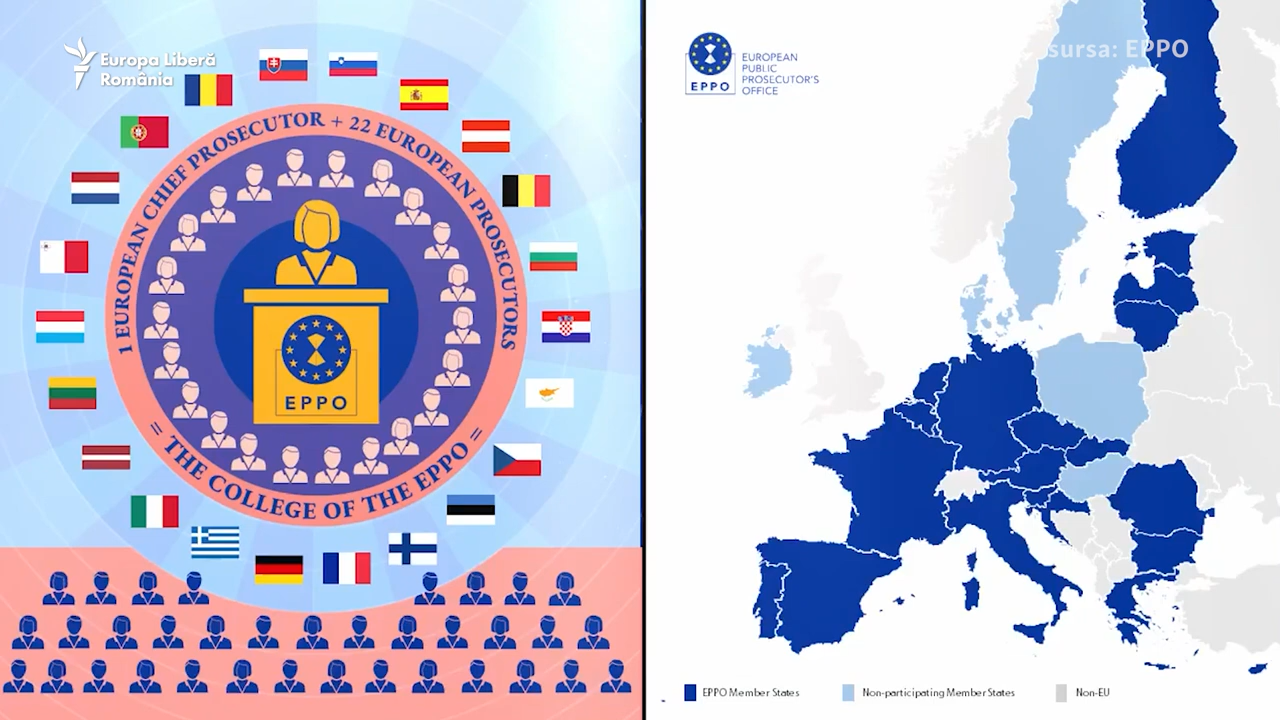 Europa Liberă
România
1 EUROPEAN CHIEF PROSECUTOR + 22 EUROPEAN PROSECUTORS
= THE COLLEGE OF THE EPPO =
EPPO
EPPO
EUROPEAN
PUBLIC
PROSECUTOR'S
OFFICE
sursa: EPPO
EPPO Member States
Non-participating Member States
Non-EU